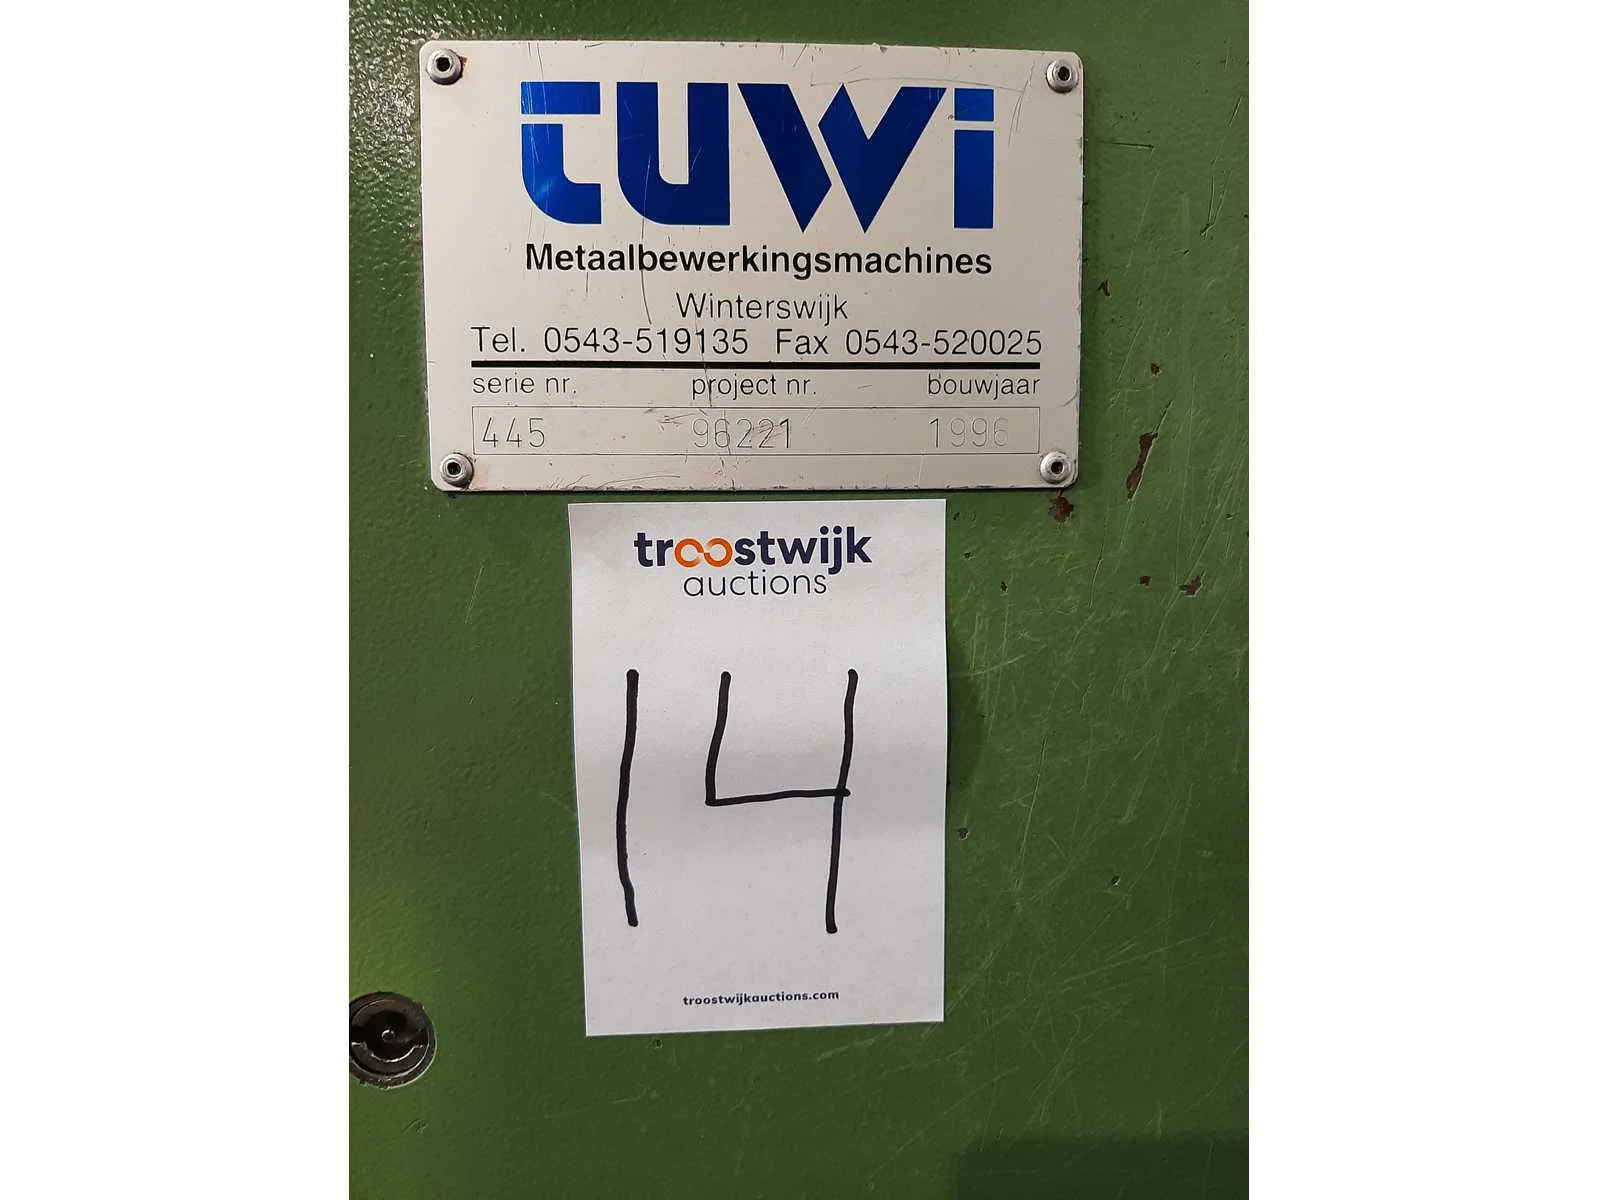 tuwi
Metaalbewerkingsmachines
Winterswijk
Tel. 0543-519135 Fax 0543-520025
serie nr. project nr. bouwjaar
445 96221 1996
troostwijk
auctions
14
troostwijkauctions.com